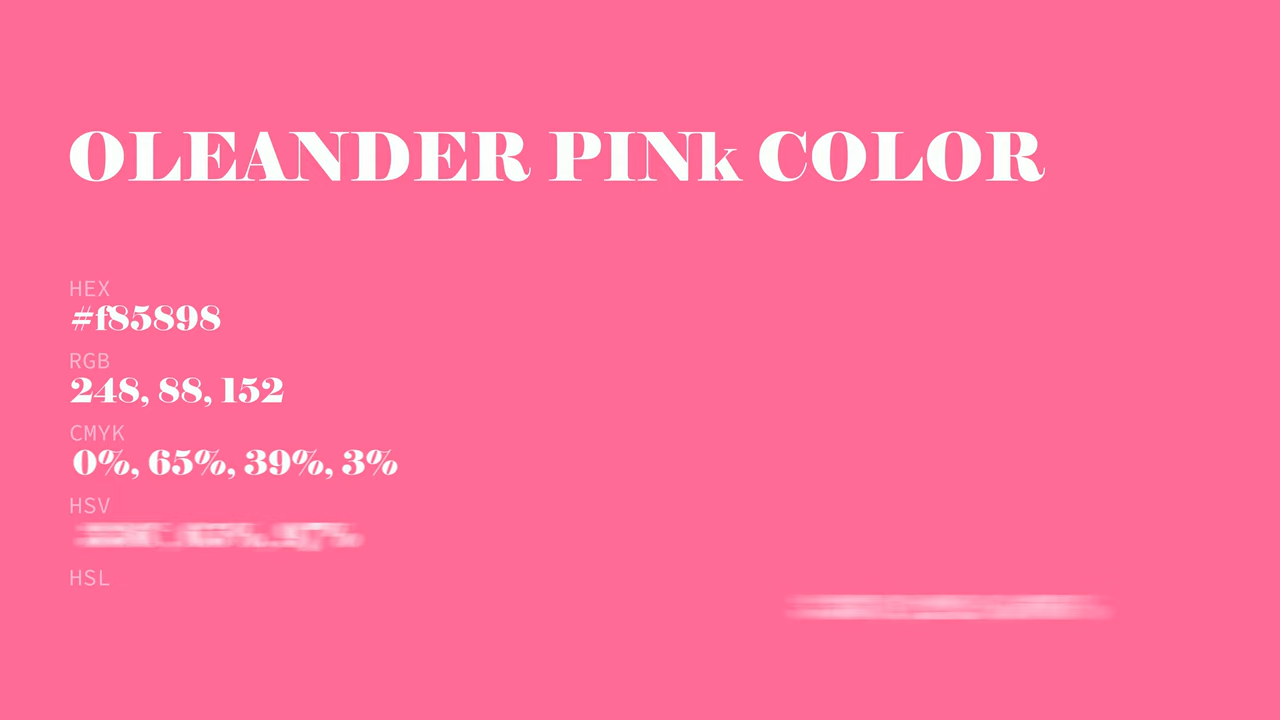 OLEANDER PINk COLOR
HEX
#f85898
RGB
248, 88, 152
CMYK
0%, 65%, 39%, 3%
HSV
HSL